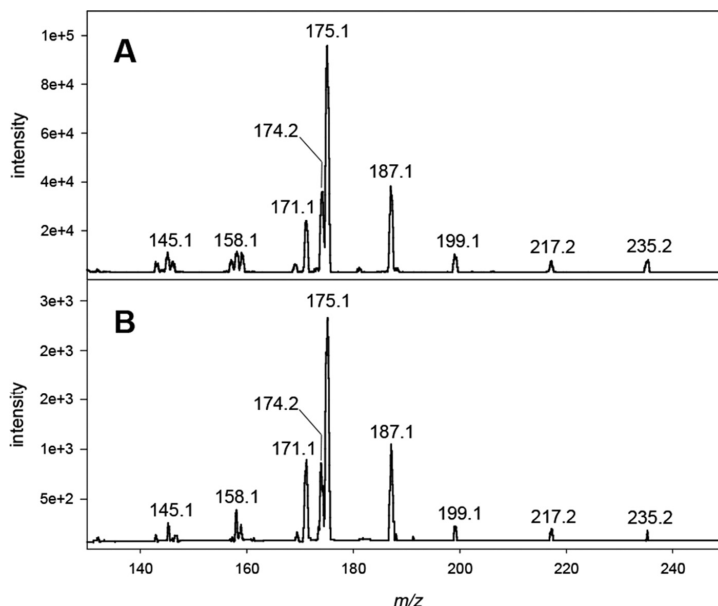 1e+5
A
175.1
8e+4
174.2
6e+4
intensity
4e+4
187.1
171.1
2e+4
145.1 158.1 199.1 217.2 235.2
3e+3
B
175.1
2e+3
174.2
2e+3
intensity
187.1
1e+3
171.1
5e+2
145.1 158.1 199.1 217.2 235.2
140 160 180 200 220 240
m/z